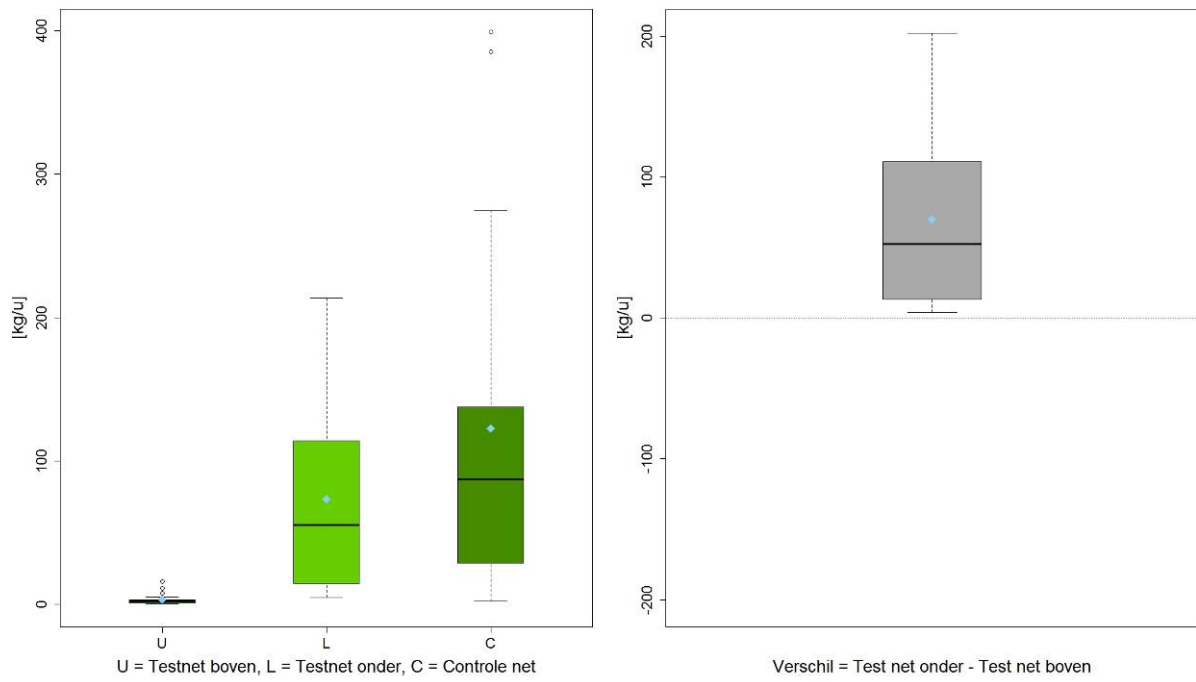 400
300
200
100
0
[kg/u]
U L C
U = Testnet boven, L = Testnet onder, C = Controle net
200
100
0
-100
-200
[kg/u]
Verschil = Test net onder - Test net boven